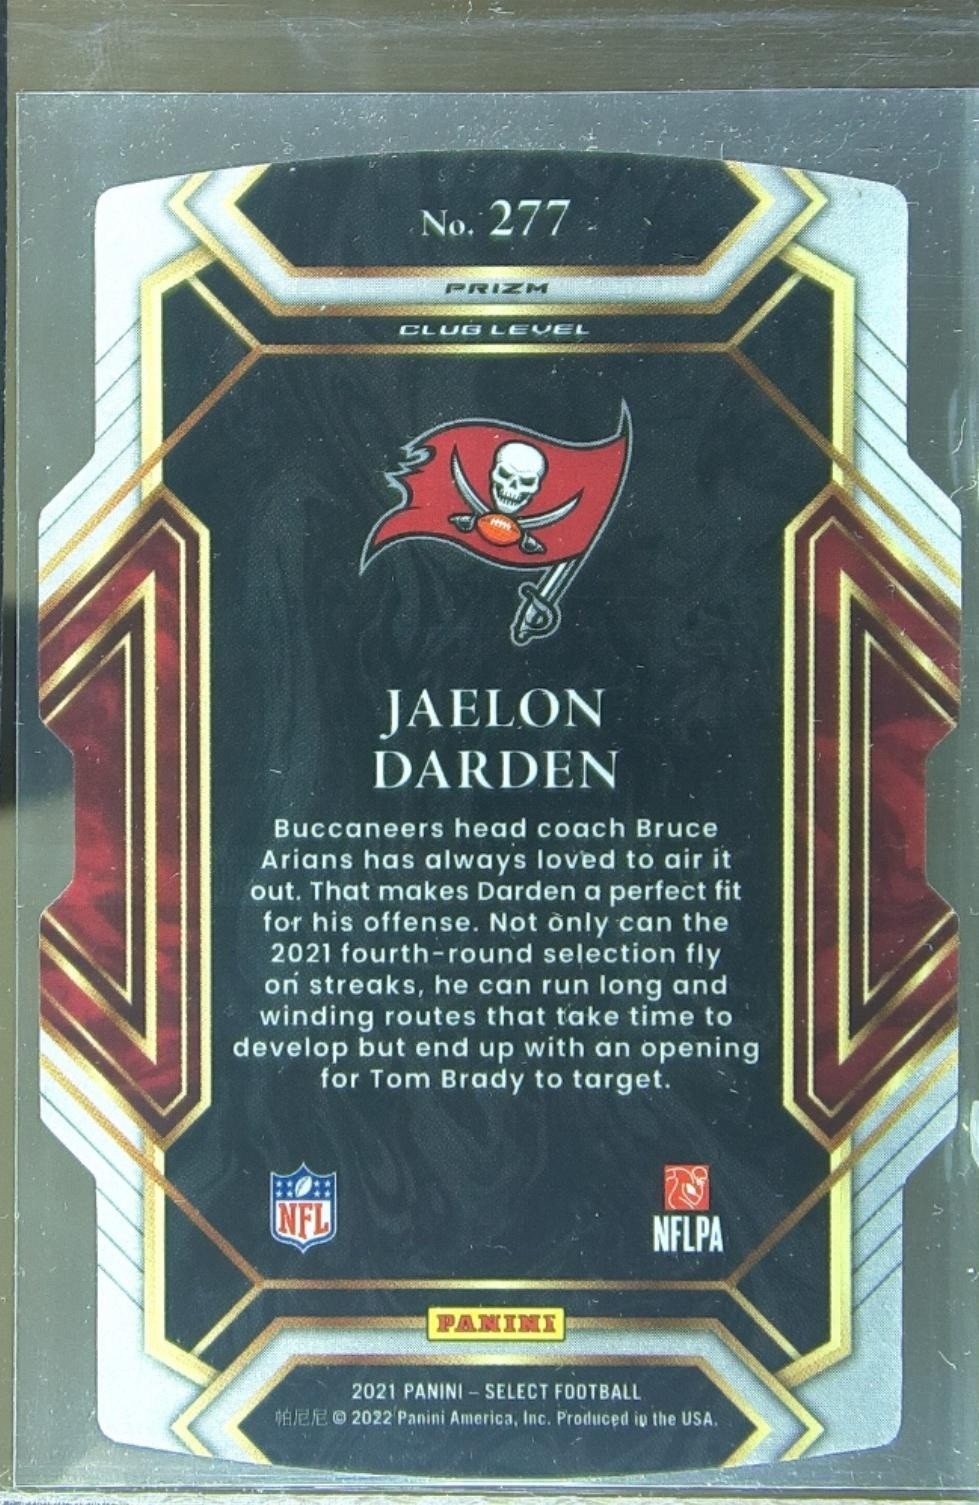 No. 277
PRIZM
CLUB LEVEL
JAELON
DARDEN
Buccaneers head coach Bruce
Arians has always loved to air it
out. That makes Darden a perfect fit
for his offense. Not only can the
2021 fourth-round selection fly
on streaks, he can run long and
winding routes that take time to
develop but end up with an opening
for Tom Brady to target.
NFL
NFLPA
PANINI
2021 PANINI – SELECT FOOTBALL
帕尼尼 © 2022 Panini America, Inc. Produced in the USA.